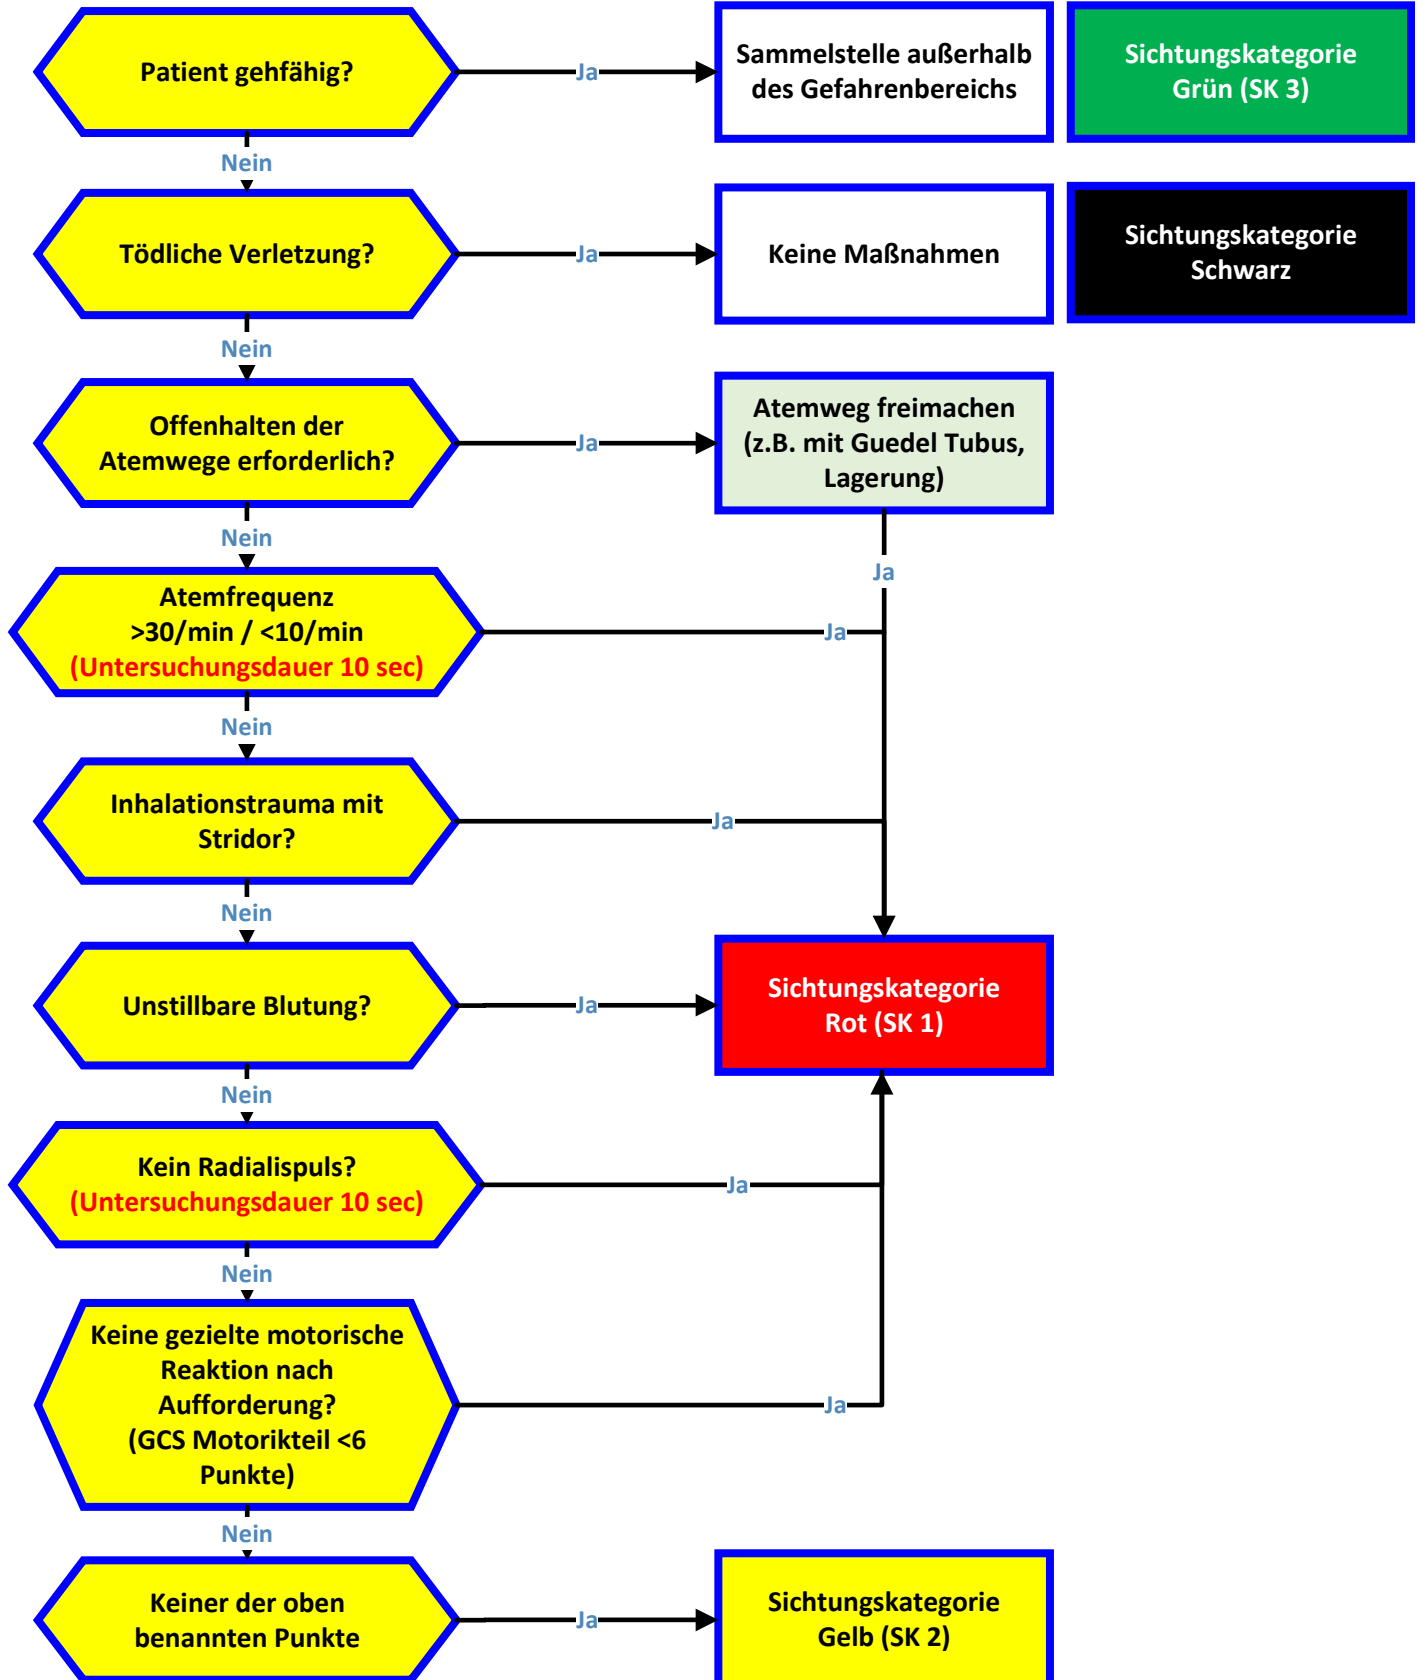 Patient gehfähig?
Ja
Sammelstelle außerhalb
des Gefahrenbereichs
Sichtungskategorie
Grün (SK 3)
Nein
Tödliche Verletzung?
Ja
Keine Maßnahmen
Sichtungskategorie
Schwarz
Nein
Offenhalten der
Atemwege erforderlich?
Ja
Atemweg freimachen
(z.B. mit Guedel Tubus,
Lagerung)
Nein
Ja
Atemfrequenz
>30/min / <10/min
(Untersuchungsdauer 10 sec)
Ja
Nein
Inhalationstrauma mit
Stridor?
Ja
Nein
Unstillbare Blutung?
Ja
Sichtungskategorie
Rot (SK 1)
Nein
Kein Radialispuls?
(Untersuchungsdauer 10 sec)
Ja
Nein
Keine gezielte motorische
Reaktion nach
Aufforderung?
(GCS Motorikteil <6
Punkte)
Ja
Nein
Keiner der oben
benannten Punkte
Ja
Sichtungskategorie
Gelb (SK 2)